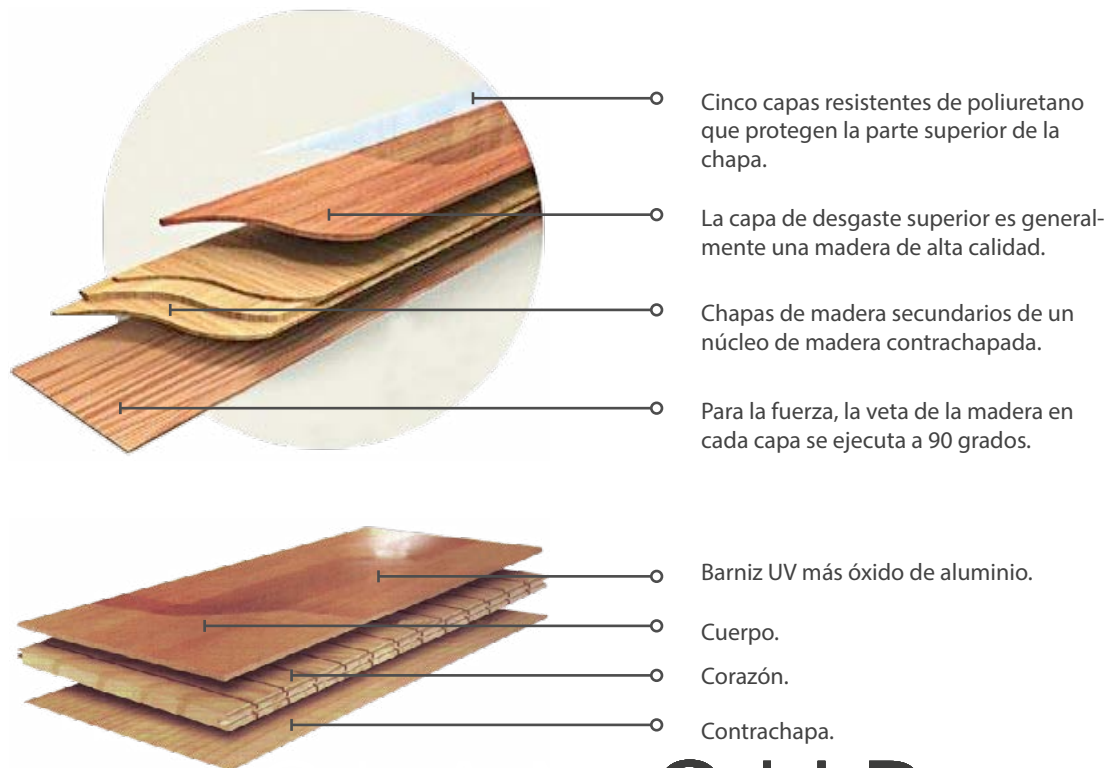 Cinco capas resistentes de poliuretano
que protegen la parte superior de la
chapa.
La capa de desgaste superior es general-
mente una madera de alta calidad.
Chapas de madera secundarios de un
núcleo de madera contrachapada.
Para la fuerza, la veta de la madera en
cada capa se ejecuta a 90 grados.
Barniz UV más óxido de aluminio.
Cuerpo.
Corazón.
Contrachapa.